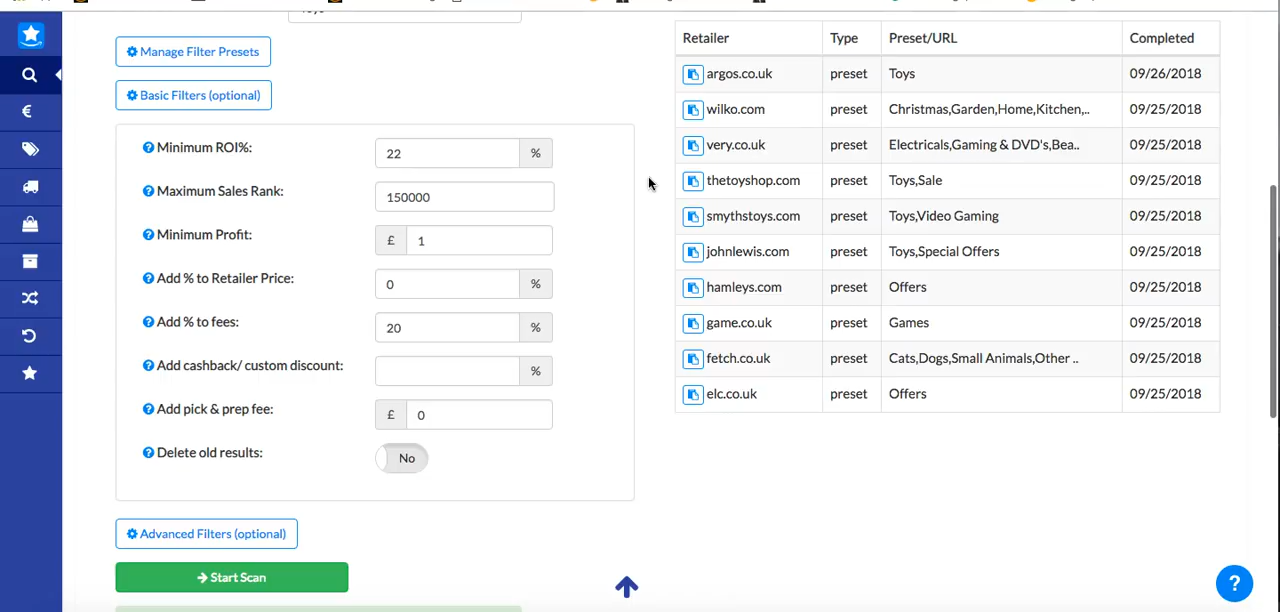 Manage Filter Presets
Basic Filters (optional)
Minimum ROI%:
22
%
Maximum Sales Rank:
150000
Minimum Profit:
£
1
Add % to Retailer Price:
0
%
Add % to fees:
20
%
Add cashback/ custom discount:
%
Add pick & prep fee:
£
0
Delete old results:
No
Advanced Filters (optional)
Start Scan
Retailer Type Preset/URL Completed
argos.co.uk preset Toys 09/26/2018
wilko.com preset Christmas,Garden,Home,Kitchen,.. 09/25/2018
very.co.uk preset Electricals,Gaming & DVD's,Bea.. 09/25/2018
thetoyshop.com preset Toys,Sale 09/25/2018
smythstoys.com preset Toys,Video Gaming 09/25/2018
johnlewis.com preset Toys,Special Offers 09/25/2018
hamleys.com preset Offers 09/25/2018
game.co.uk preset Games 09/25/2018
fetch.co.uk preset Cats,Dogs,Small Animals,Other .. 09/25/2018
elc.co.uk preset Offers 09/25/2018
€
?